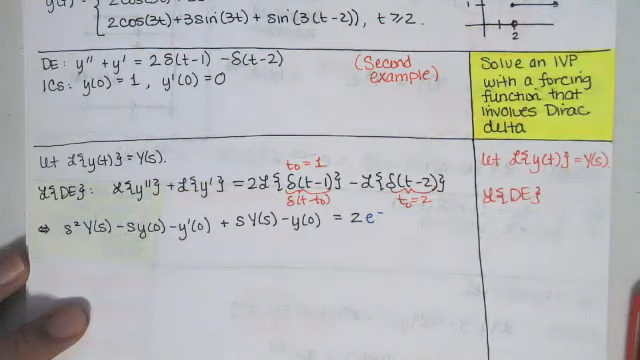 y(t) =
2cos(3t)+3sin(3t)+sin(3(t-2)), t≥2.
1
2
DE: y''+y' = 2δ(t-1) -δ(t-2)
ICs: y(0)=1, y'(0)=0
(Second
example)
Solve an IVP
with a forcing
function that
involves Dirac
delta
Let ℒ{y(t)}=Y(s).
t₀=1
ℒ{DE}: ℒ{y''}+ℒ{y'}=2ℒ{δ(t-1)}-ℒ{δ(t-2)}
δ(t-t₀) t₀=2
⇔ s²Y(s)-sy(0)-y'(0)+sY(s)-y(0) = 2e⁻
Let ℒ{y(t)}=Y(s).
ℒ{DE}